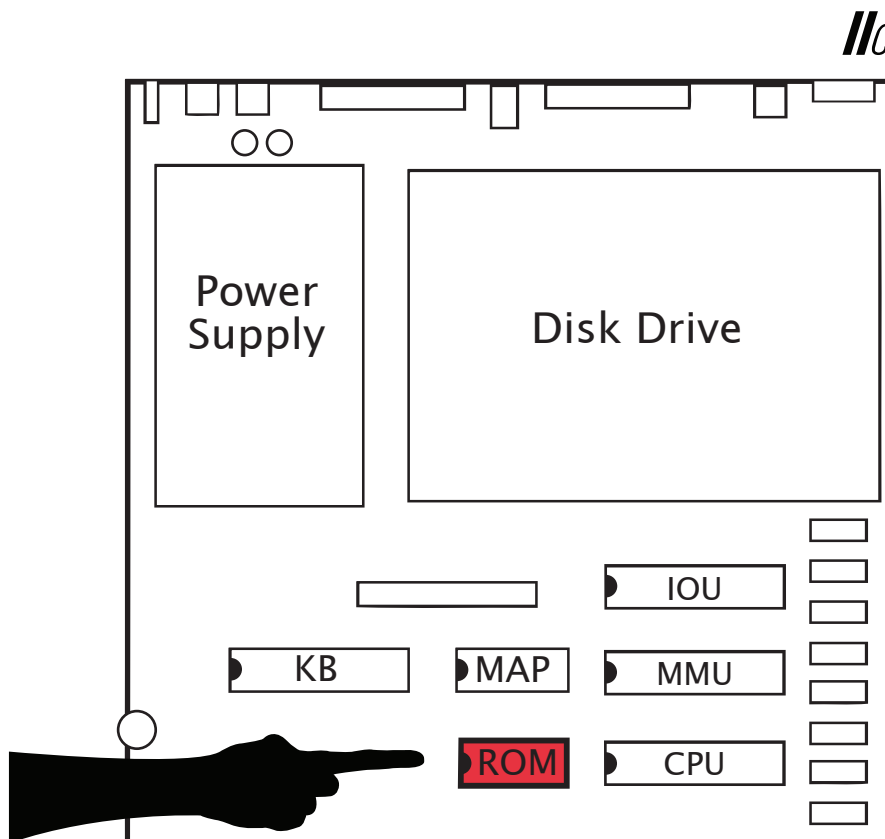 //c
Power
Supply
Disk Drive
IOU
KB
MAP
MMU
ROM
CPU